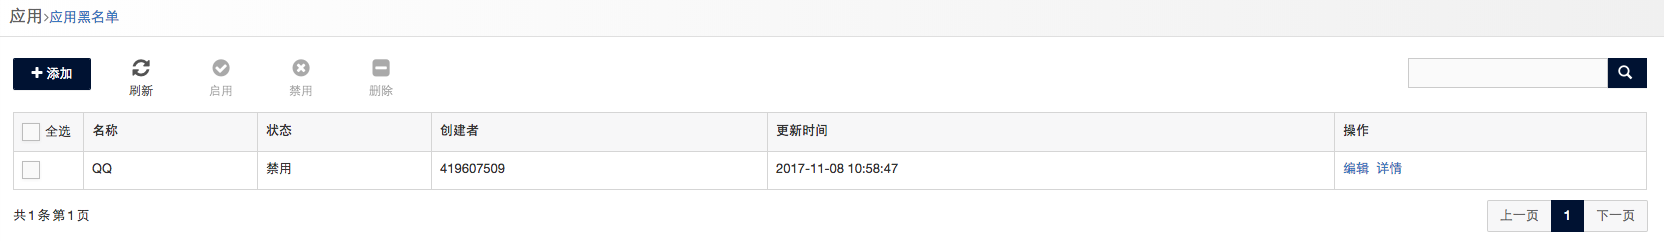 应用>应用黑名单
添加 刷新 启用 禁用 删除
全选 名称 状态 创建者 更新时间 操作
QQ 禁用 419607509 2017-11-08 10:58:47 编辑 详情
共1条第1页 上一页 1 下一页